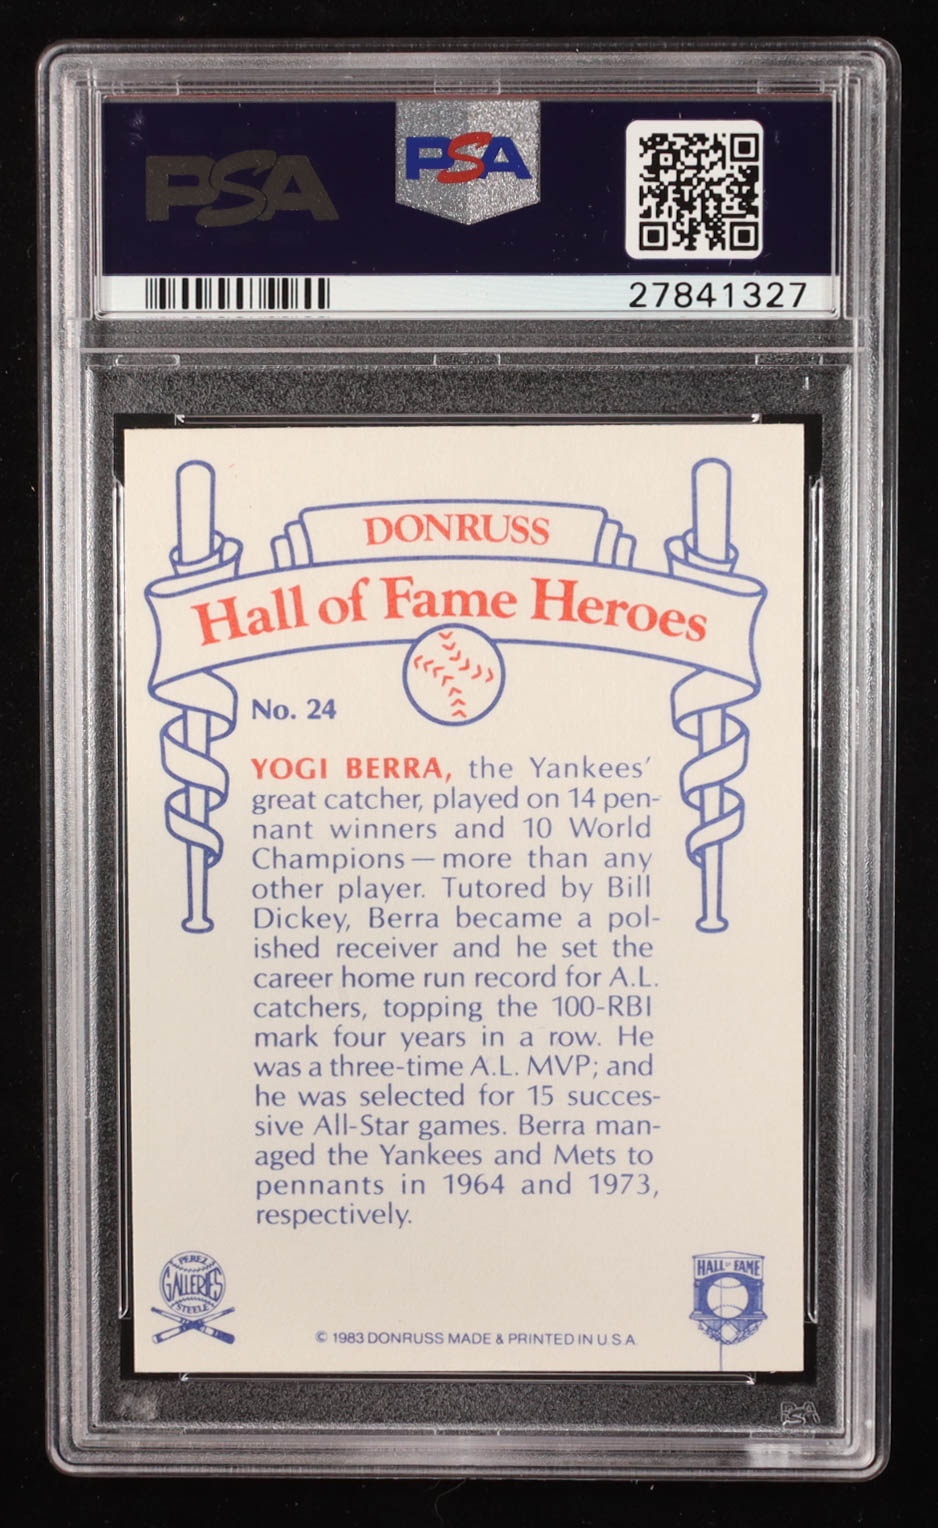 PSA
PSA
27841327
DONRUSS
Hall of Fame Heroes
No. 24
YOGI BERRA, the Yankees'
great catcher, played on 14 pen-
nant winners and 10 World
Champions—more than any
other player. Tutored by Bill
Dickey, Berra became a pol-
ished receiver and he set the
career home run record for A.L.
catchers, topping the 100-RBI
mark four years in a row. He
was a three-time A.L. MVP; and
he was selected for 15 succes-
sive All-Star games. Berra man-
aged the Yankees and Mets to
pennants in 1964 and 1973,
respectively.
PEREZ
GALLERIES
STEELE
HALL OF FAME
© 1983 DONRUSS MADE & PRINTED IN U.S.A.
PSA